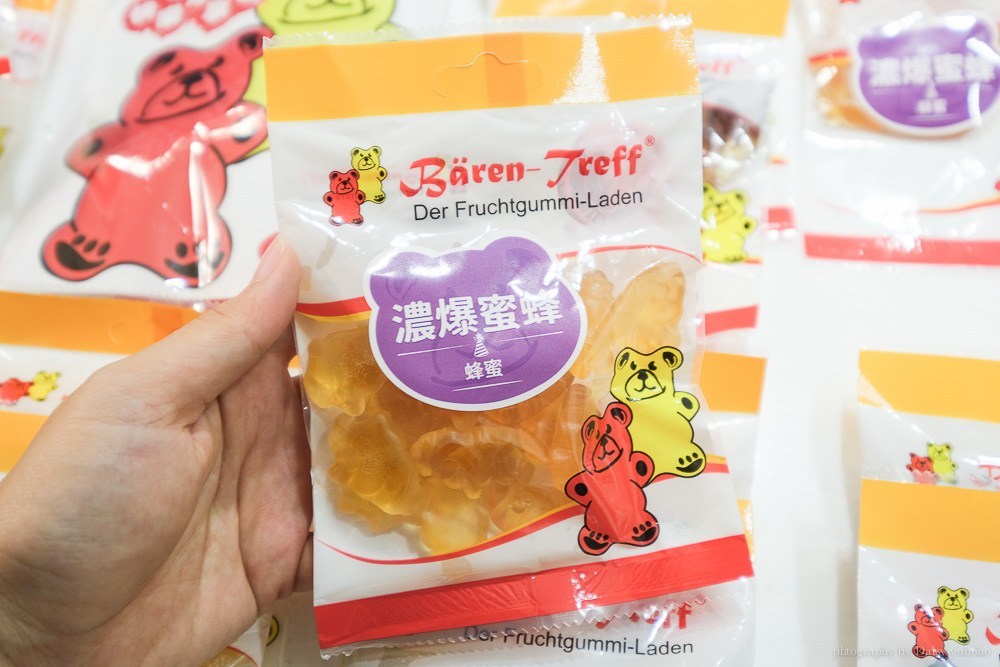 Bären-Treff®
Der Fruchtgummi-Laden
濃爆蜜蜂
蜂蜜
濃爆蜜蜂
Der Fruchtgummi-Laden